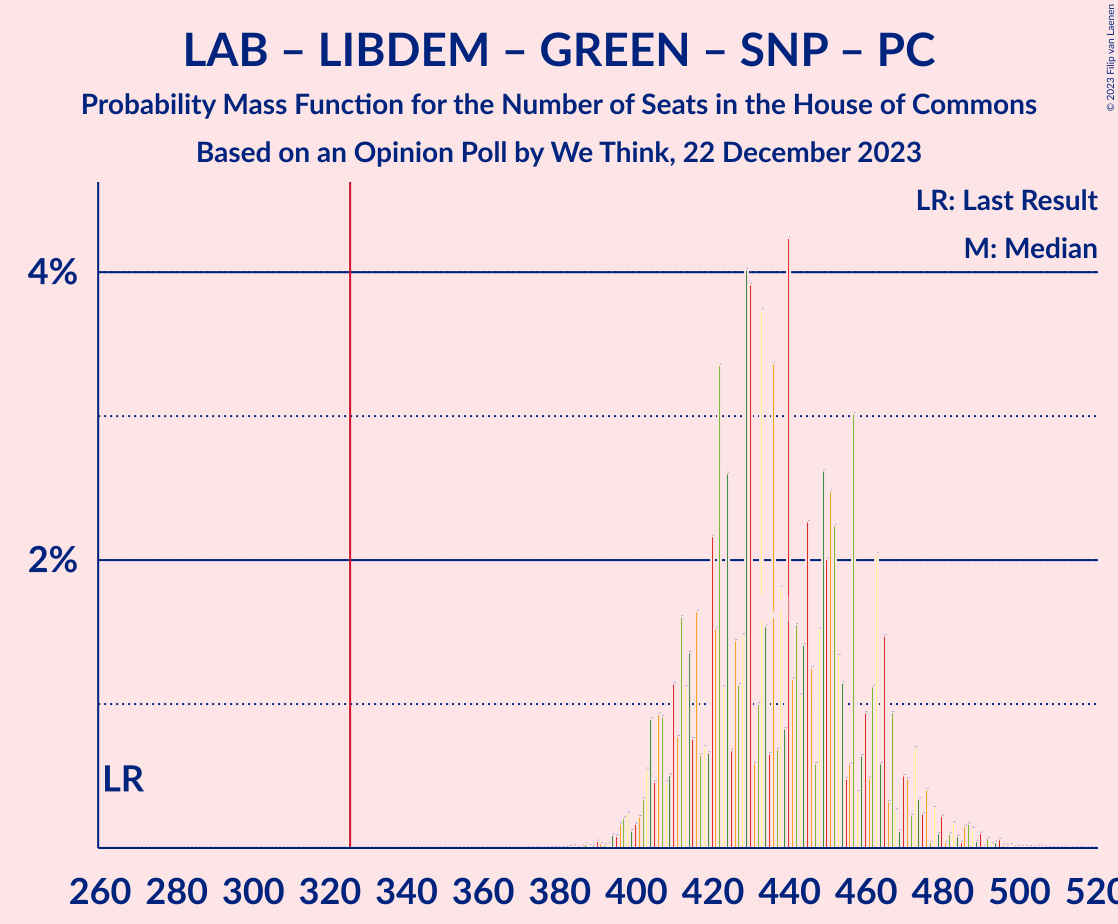 LAB – LIBDEM – GREEN – SNP – PC
Probability Mass Function for the Number of Seats in the House of Commons
Based on an Opinion Poll by We Think, 22 December 2023
© 2023 Filip van Laenen
LR: Last Result
M: Median
4%
2%
LR
260 280 300 320 340 360 380 400 420 440 460 480 500 520